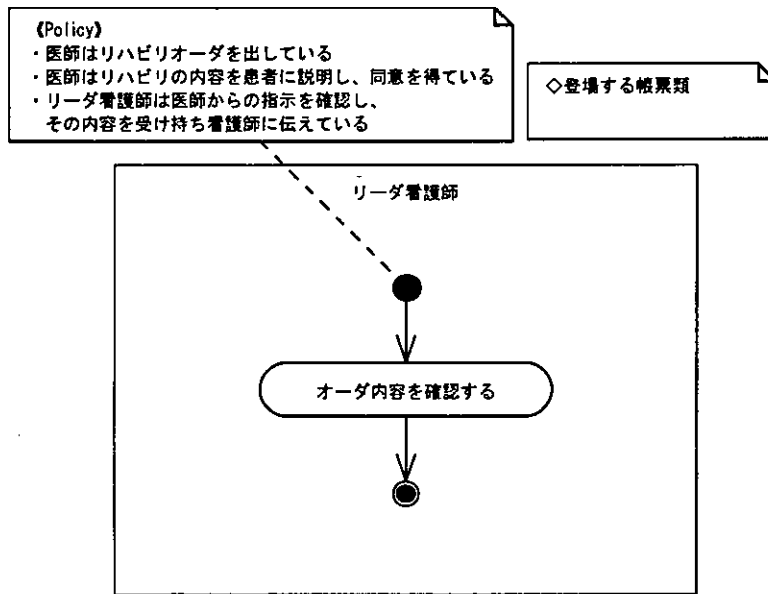 《Policy》
・医師はリハビリオーダを出している
・医師はリハビリの内容を患者に説明し、同意を得ている
・リーダ看護師は医師からの指示を確認し、
その内容を受け持ち看護師に伝えている
◇登場する帳票類
リーダ看護師
オーダ内容を確認する